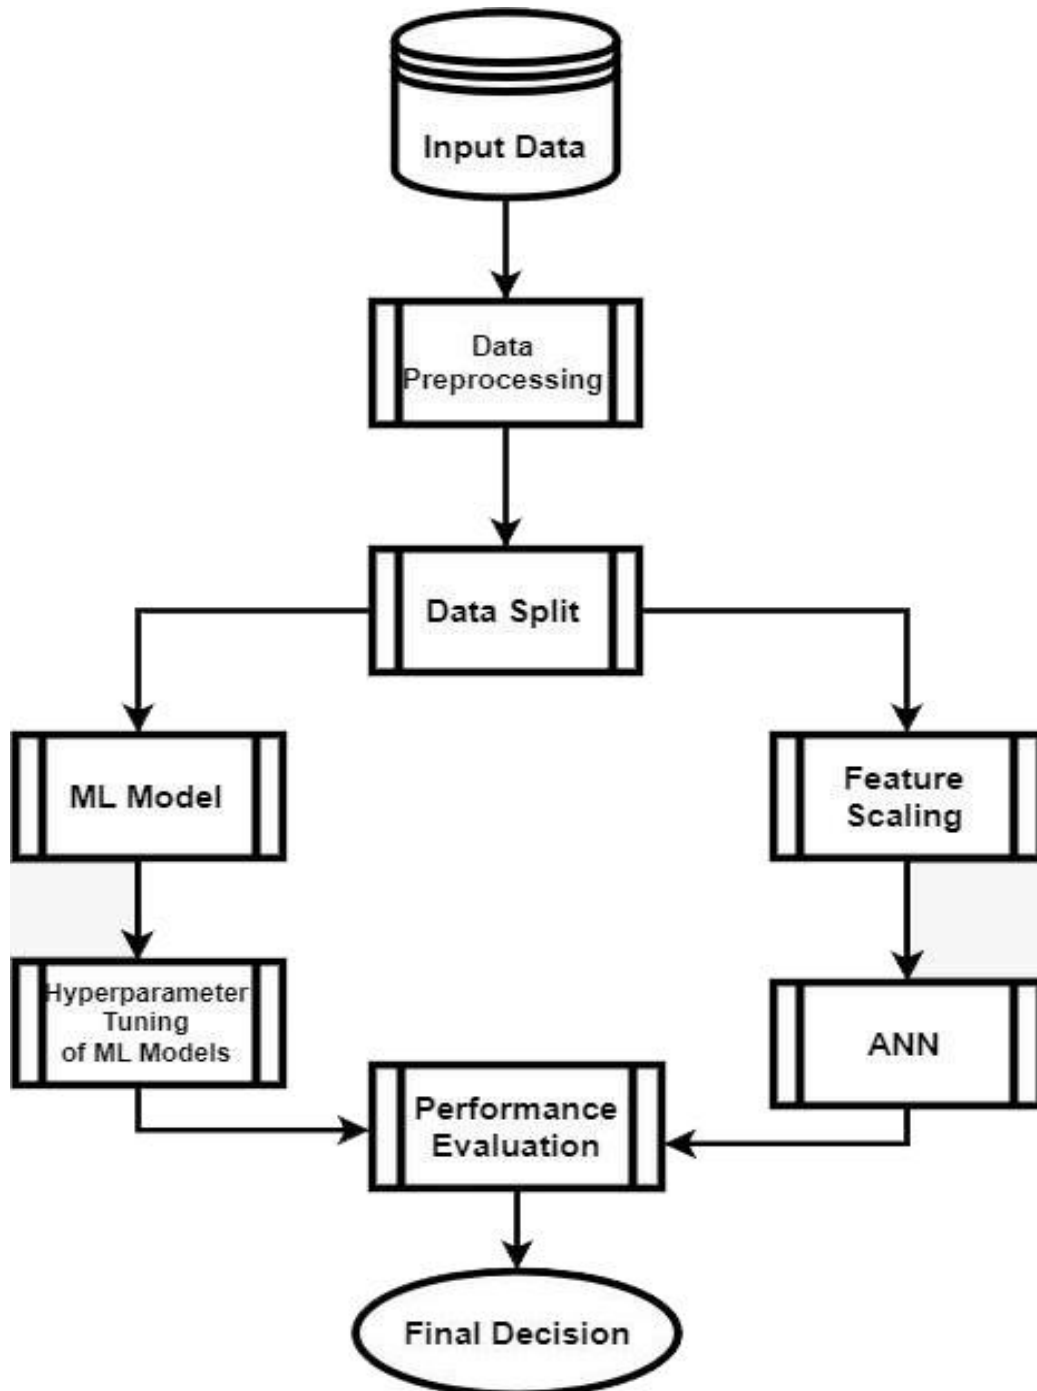 Input Data
Data
Preprocessing
Data Split
ML Model
Feature
Scaling
Hyperparameter
Tuning
of ML Models
ANN
Performance
Evaluation
Final Decision